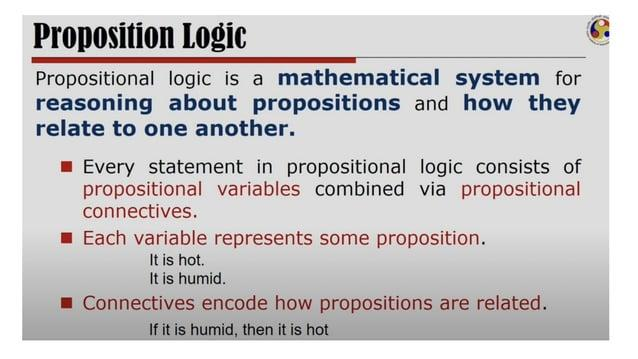 Proposition Logic
Propositional logic is a mathematical system for
reasoning about propositions and how they
relate to one another.
Every statement in propositional logic consists of
propositional variables combined via propositional
connectives.
Each variable represents some proposition.
It is hot.
It is humid.
Connectives encode how propositions are related.
If it is humid, then it is hot